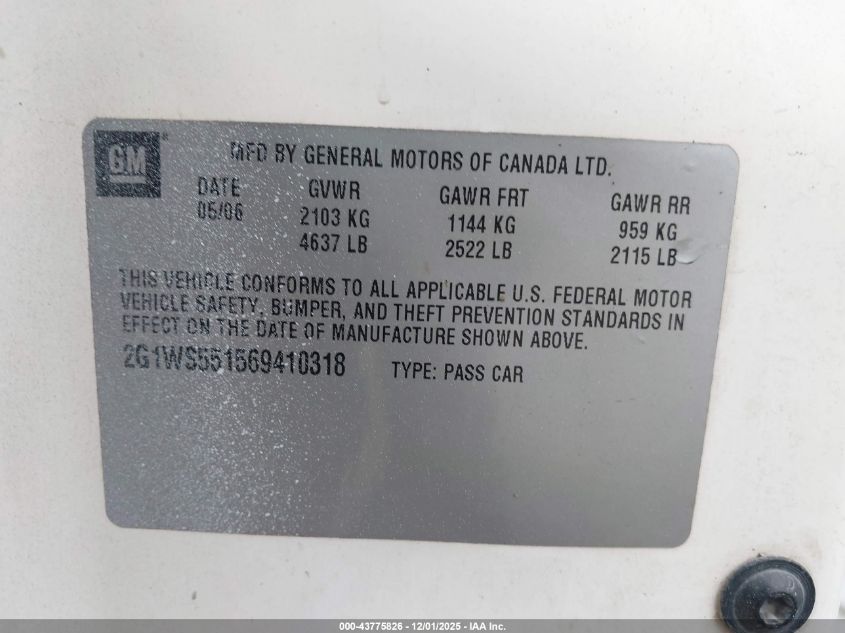 GM
MFD BY GENERAL MOTORS OF CANADA LTD.
DATE GVWR GAWR FRT GAWR RR
05/06 2103 KG 1144 KG 959 KG
4637 LB 2522 LB 2115 LB
THIS VEHICLE CONFORMS TO ALL APPLICABLE U.S. FEDERAL MOTOR
VEHICLE SAFETY, BUMPER, AND THEFT PREVENTION STANDARDS IN
EFFECT ON THE DATE OF MANUFACTURE SHOWN ABOVE.
2G1WS551569410318 TYPE: PASS CAR
000-43775826 - 12/01/2025 - IAA Inc.